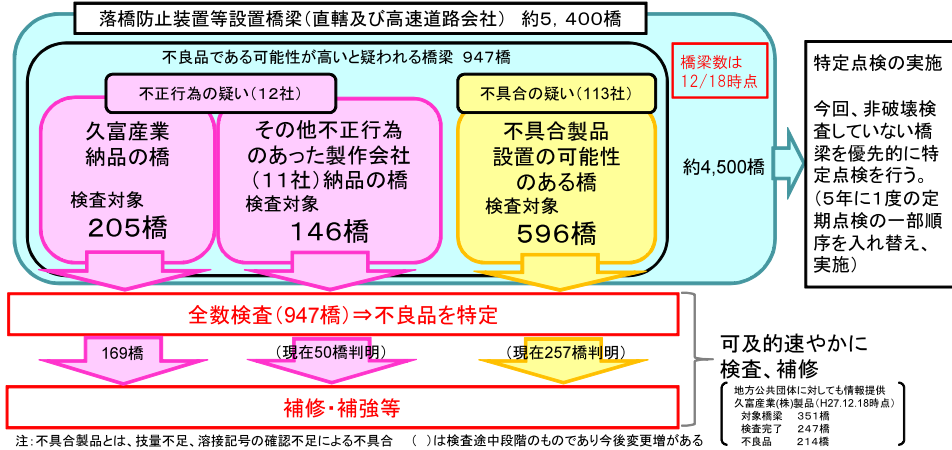 落橋防止装置等設置橋梁（直轄及び高速道路会社） 約５，４００橋
不良品である可能性が高いと疑われる橋梁 ９４７橋
橋梁数は
12/18時点
不正行為の疑い（１２社）
不具合の疑い（113社）
久富産業
納品の橋
検査対象
２０５橋
その他不正行為
のあった製作会社
（１１社）納品の橋
検査対象
１４６橋
不具合製品
設置の可能性
のある橋
検査対象
５９６橋
約4,500橋
特定点検の実施
今回、非破壊検
査していない橋
梁を優先的に特
定点検を行う。
（５年に１度の定
期点検の一部順
序を入れ替え、
実施）
全数検査（９４７橋）⇒不良品を特定
169橋
（現在50橋判明）
（現在257橋判明）
補修・補強等
可及的速やかに
検査、補修
地方公共団体に対しても情報提供
久富産業(株)製品（H27.12.18時点）
対象橋梁 ３５１橋
検査完了 ２４７橋
不良品 ２１４橋
注：不具合製品とは、技量不足、溶接記号の確認不足による不具合 （ ）は検査途中段階のものであり今後変更増がある